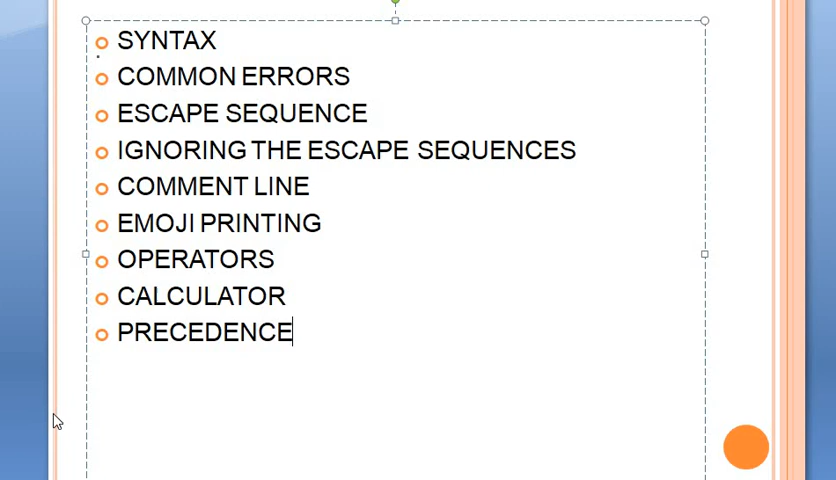 SYNTAX
COMMON ERRORS
ESCAPE SEQUENCE
IGNORING THE ESCAPE SEQUENCES
COMMENT LINE
EMOJI PRINTING
OPERATORS
CALCULATOR
PRECEDENCE